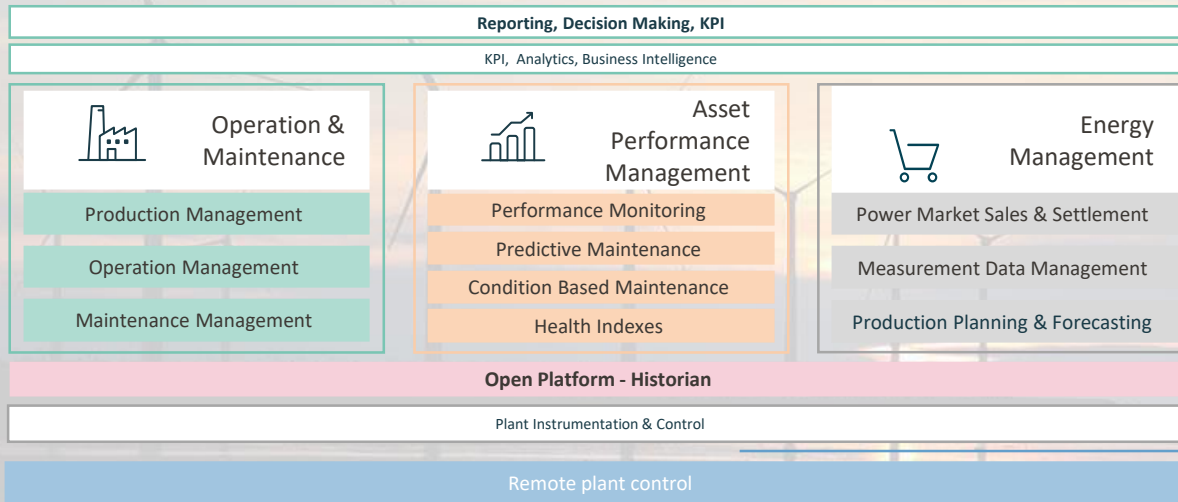 Reporting, Decision Making, KPI
KPI, Analytics, Business Intelligence
Operation &
Maintenance
Production Management
Operation Management
Maintenance Management
Asset
Performance
Management
Performance Monitoring
Predictive Maintenance
Condition Based Maintenance
Health Indexes
Energy
Management
Power Market Sales & Settlement
Measurement Data Management
Production Planning & Forecasting
Open Platform - Historian
Plant Instrumentation & Control
Remote plant control